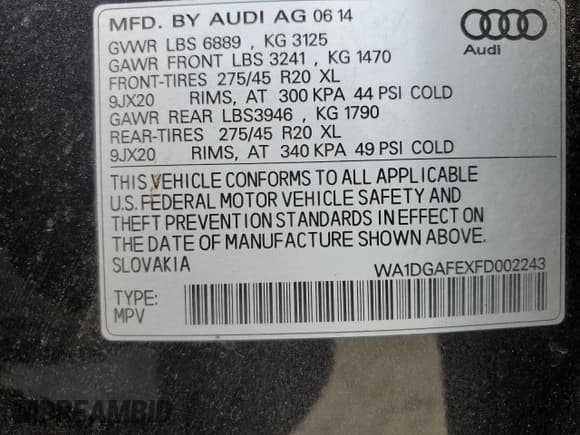 MFD. BY AUDI AG 06 14
GVWR LBS 6889 , KG 3125
GAWR FRONT LBS 3241 , KG 1470
FRONT-TIRES 275/45 R20 XL
9JX20 RIMS, AT 300 KPA 44 PSI COLD
GAWR REAR LBS3946 , KG 1790
REAR-TIRES 275/45 R20 XL
9JX20 RIMS, AT 340 KPA 49 PSI COLD
Audi
THIS VEHICLE CONFORMS TO ALL APPLICABLE
U.S. FEDERAL MOTOR VEHICLE SAFETY AND
THEFT PREVENTION STANDARDS IN EFFECT ON
THE DATE OF MANUFACTURE SHOWN ABOVE.
SLOVAKIA WA1DGAFEXFD002243
TYPE:
MPV
DREAMBID